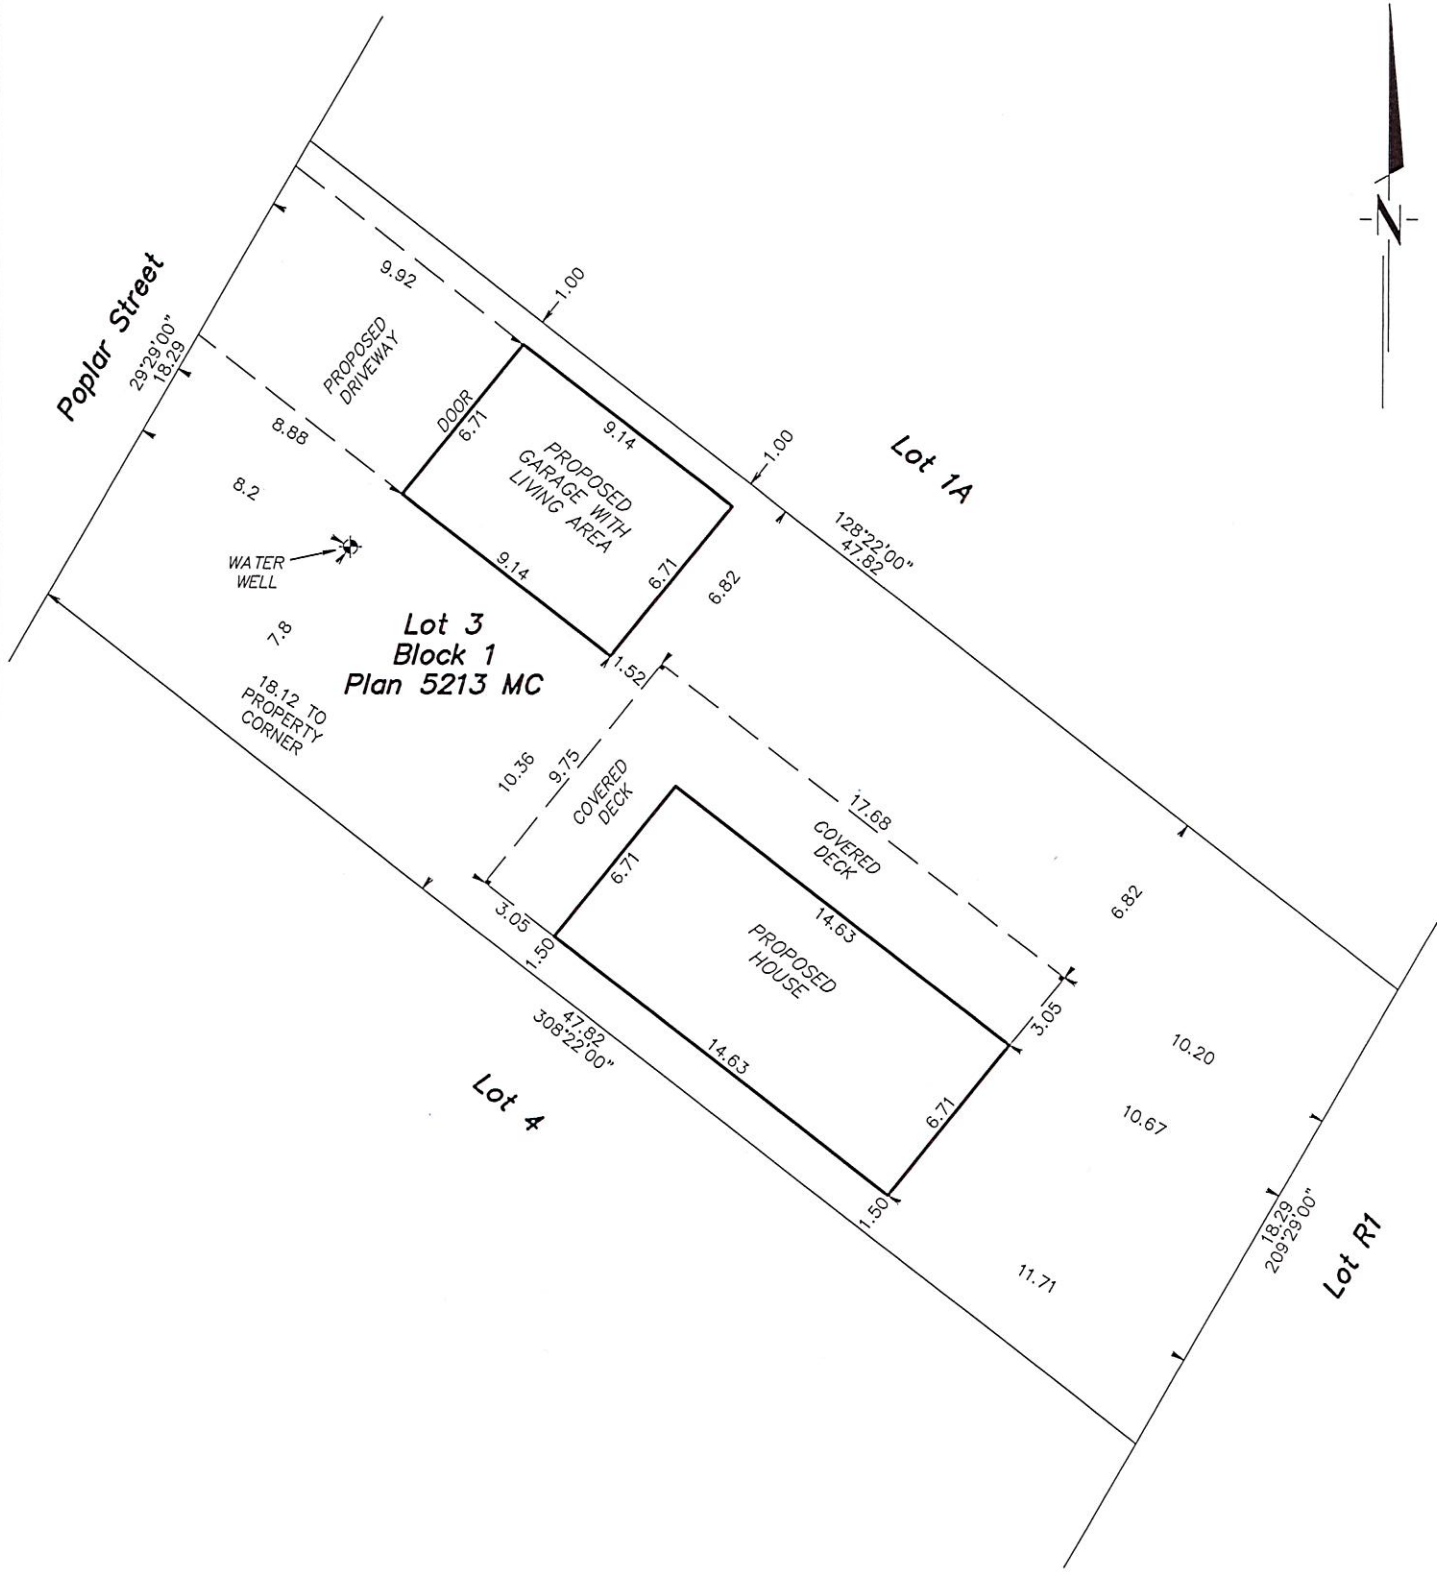 N
Poplar Street
29°29'00"
18.29
9.92
1.00
PROPOSED
DRIVEWAY
DOOR
6.71
9.14
1.00
Lot 1A
128°22'00"
47.82
8.88
8.2
PROPOSED
GARAGE WITH
LIVING AREA
WATER
WELL
9.14
6.71
6.82
7.8
Lot 3
Block 1
Plan 5213 MC
1.52
18.12 TO
PROPERTY
CORNER
10.36
9.75
COVERED
DECK
17.68
COVERED
DECK
6.71
14.63
6.82
3.05
1.50
PROPOSED
HOUSE
3.05
47.82
308°22'00"
14.63
10.20
6.71
10.67
Lot 4
1.50
18.29
209°29'00"
Lot R1
11.71